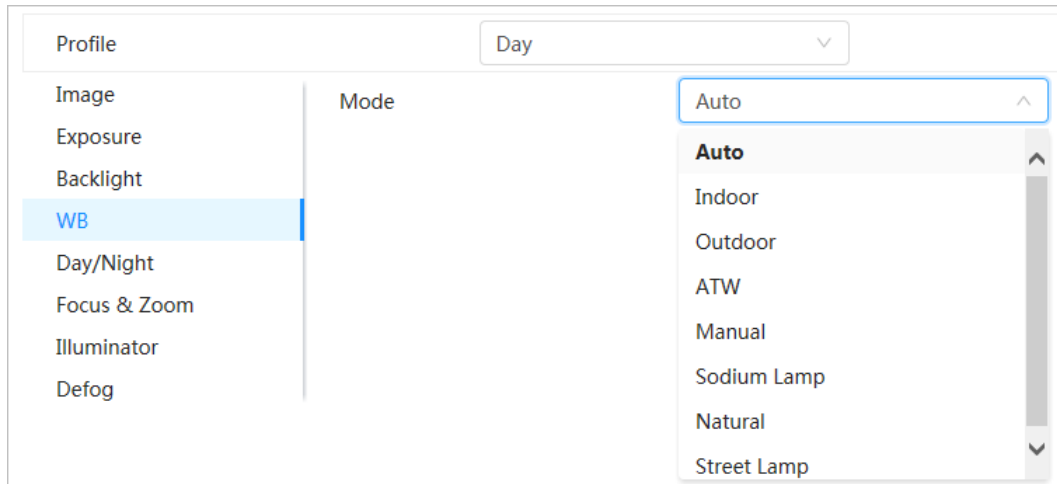 Profile
Day
Image
Mode
Auto
Exposure
Auto
Backlight
Indoor
WB
Outdoor
Day/Night
ATW
Focus & Zoom
Manual
Illuminator
Sodium Lamp
Defog
Natural
Street Lamp